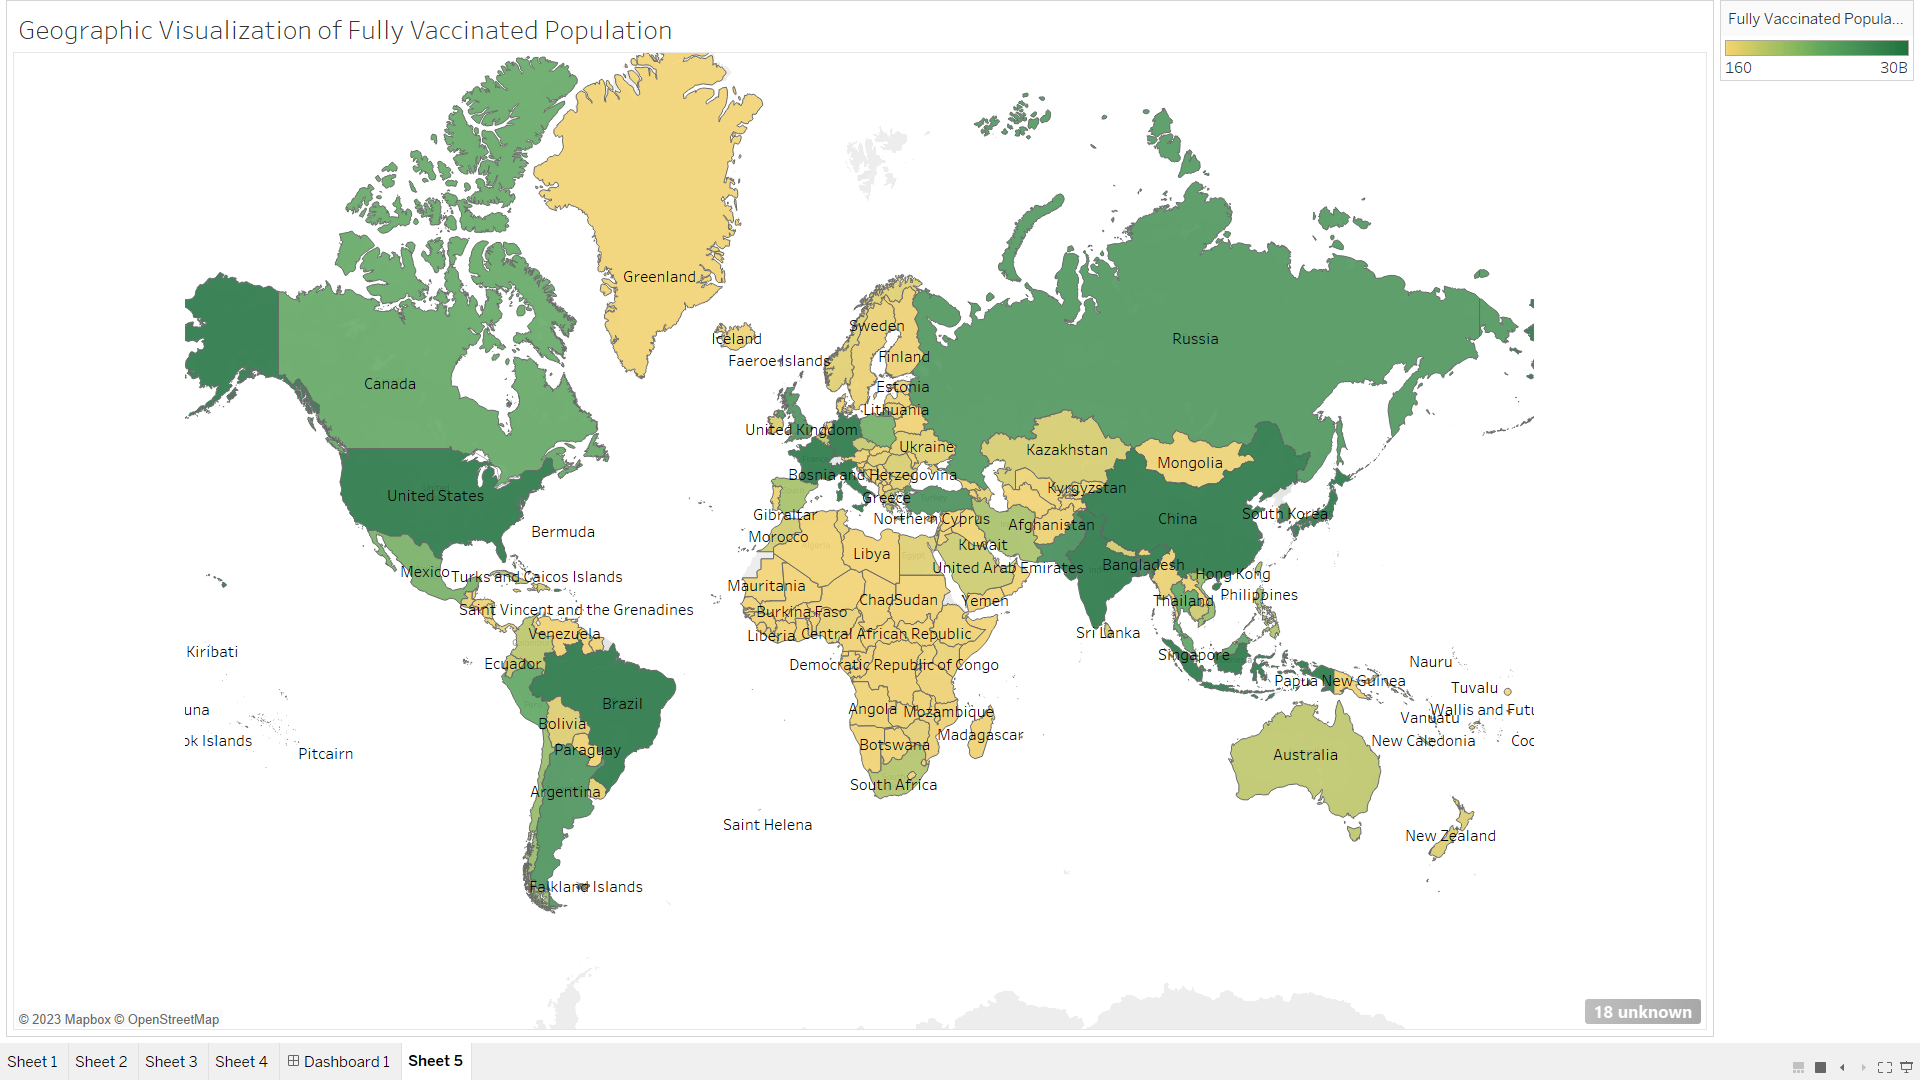 Geographic Visualization of Fully Vaccinated Population
Fully Vaccinated Popula...
160
30B
Greenland
Iceland
Sweden
Russia
Faeroe Islands
Finland
Canada
Estonia
Lithuania
United Kingdom
Ukraine
Kazakhstan
Mongolia
Bosnia and Herzegovina
Kyrgyzstan
United States
Greece
Gibraltar
Northern Cyprus
Afghanistan
China
South Korea
Bermuda
Morocco
Libya
Kuwait
Mexico
Turks and Caicos Islands
United Arab Emirates
Bangladesh
Hong Kong
Mauritania
Chad
Sudan
Yemen
Thailand
Philippines
Saint Vincent and the Grenadines
Burkina Faso
Venezuela
Liberia
Central African Republic
Sri Lanka
Kiribati
Ecuador
Democratic Republic of Congo
Singapore
Nauru
Papua New Guinea
Tuvalu
Brazil
una
Angola
Mozambique
Wallis and Futu
Bolivia
Vanuatu
ok Islands
Pitcairn
Paraguay
Botswana
Madagascar
Australia
New Caledonia
Coc
Argentina
South Africa
Saint Helena
New Zealand
Falkland Islands
© 2023 Mapbox © OpenStreetMap
18 unknown
Sheet 1
Sheet 2
Sheet 3
Sheet 4
Dashboard 1
Sheet 5